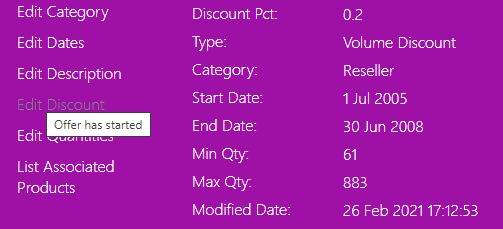 Edit Category
Edit Dates
Edit Description
Edit Discount
Offer has started
Edit Quantities
List Associated
Products
Discount Pct: 0.2
Type: Volume Discount
Category: Reseller
Start Date: 1 Jul 2005
End Date: 30 Jun 2008
Min Qty: 61
Max Qty: 883
Modified Date: 26 Feb 2021 17:12:53